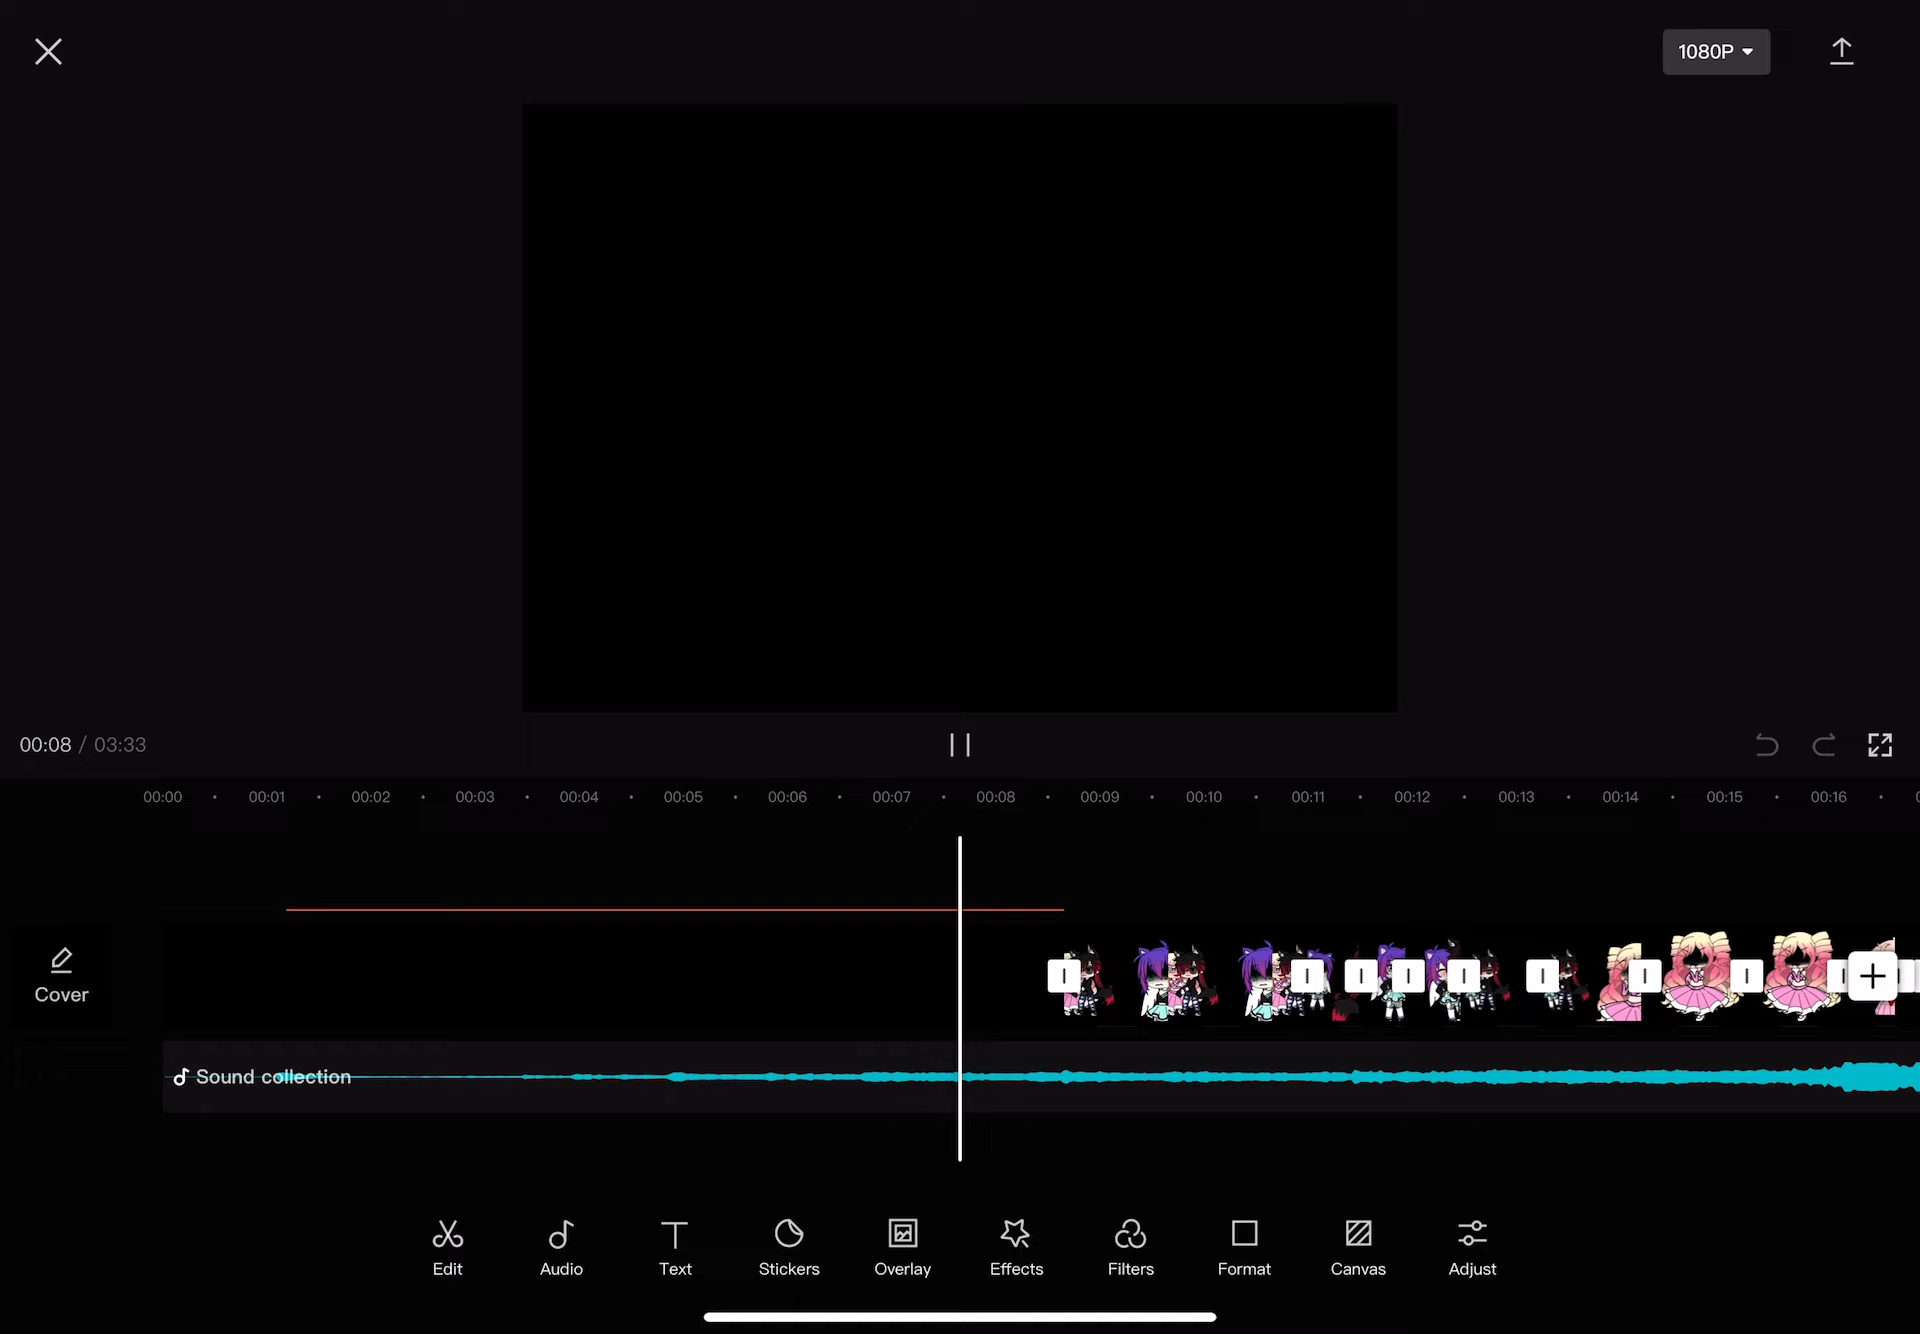 1080P
00:08 / 03:33
00:00 00:01 00:02 00:03 00:04 00:05 00:06 00:07 00:08 00:09 00:10 00:11 00:12 00:13 00:14 00:15 00:16
Cover
Sound collection
Edit Audio Text Stickers Overlay Effects Filters Format Canvas Adjust